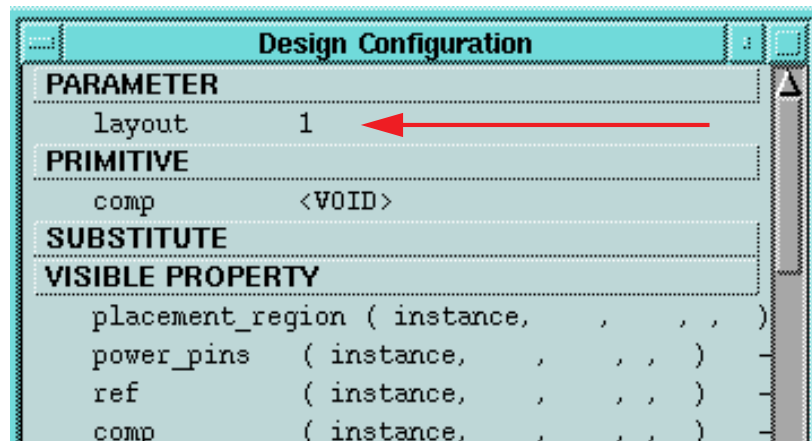 Design Configuration
PARAMETER
layout 1
PRIMITIVE
comp <VOID>
SUBSTITUTE
VISIBLE PROPERTY
placement_region ( instance, , , , )
power_pins ( instance, , , , )
ref ( instance, , , , )
comp ( instance, , , , )